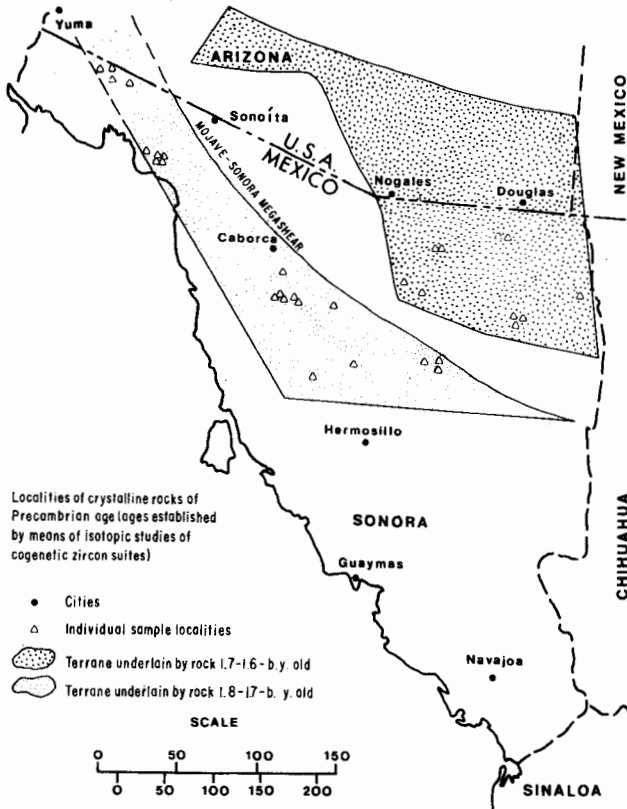 Yuma
ARIZONA
NEW MEXICO
Sonoíta
U.S.A
MEXICO
MOJAVE SONORA MEGASHEAR
Nogales
Douglas
Caborca
Hermosillo
Localities of crystalline rocks of
Precambrian age (ages established
by means of isotopic studies of
cogenetic zircon suites)
SONORA
CHIHUAHUA
Guaymas
Cities
Individual sample localities
Terrane underlain by rock 1.7-1.6-b.y. old
Terrane underlain by rock 1.8-1.7-b.y. old
Navajoa
SCALE
0 50 100 150
0 50 100 150 200
SINALOA